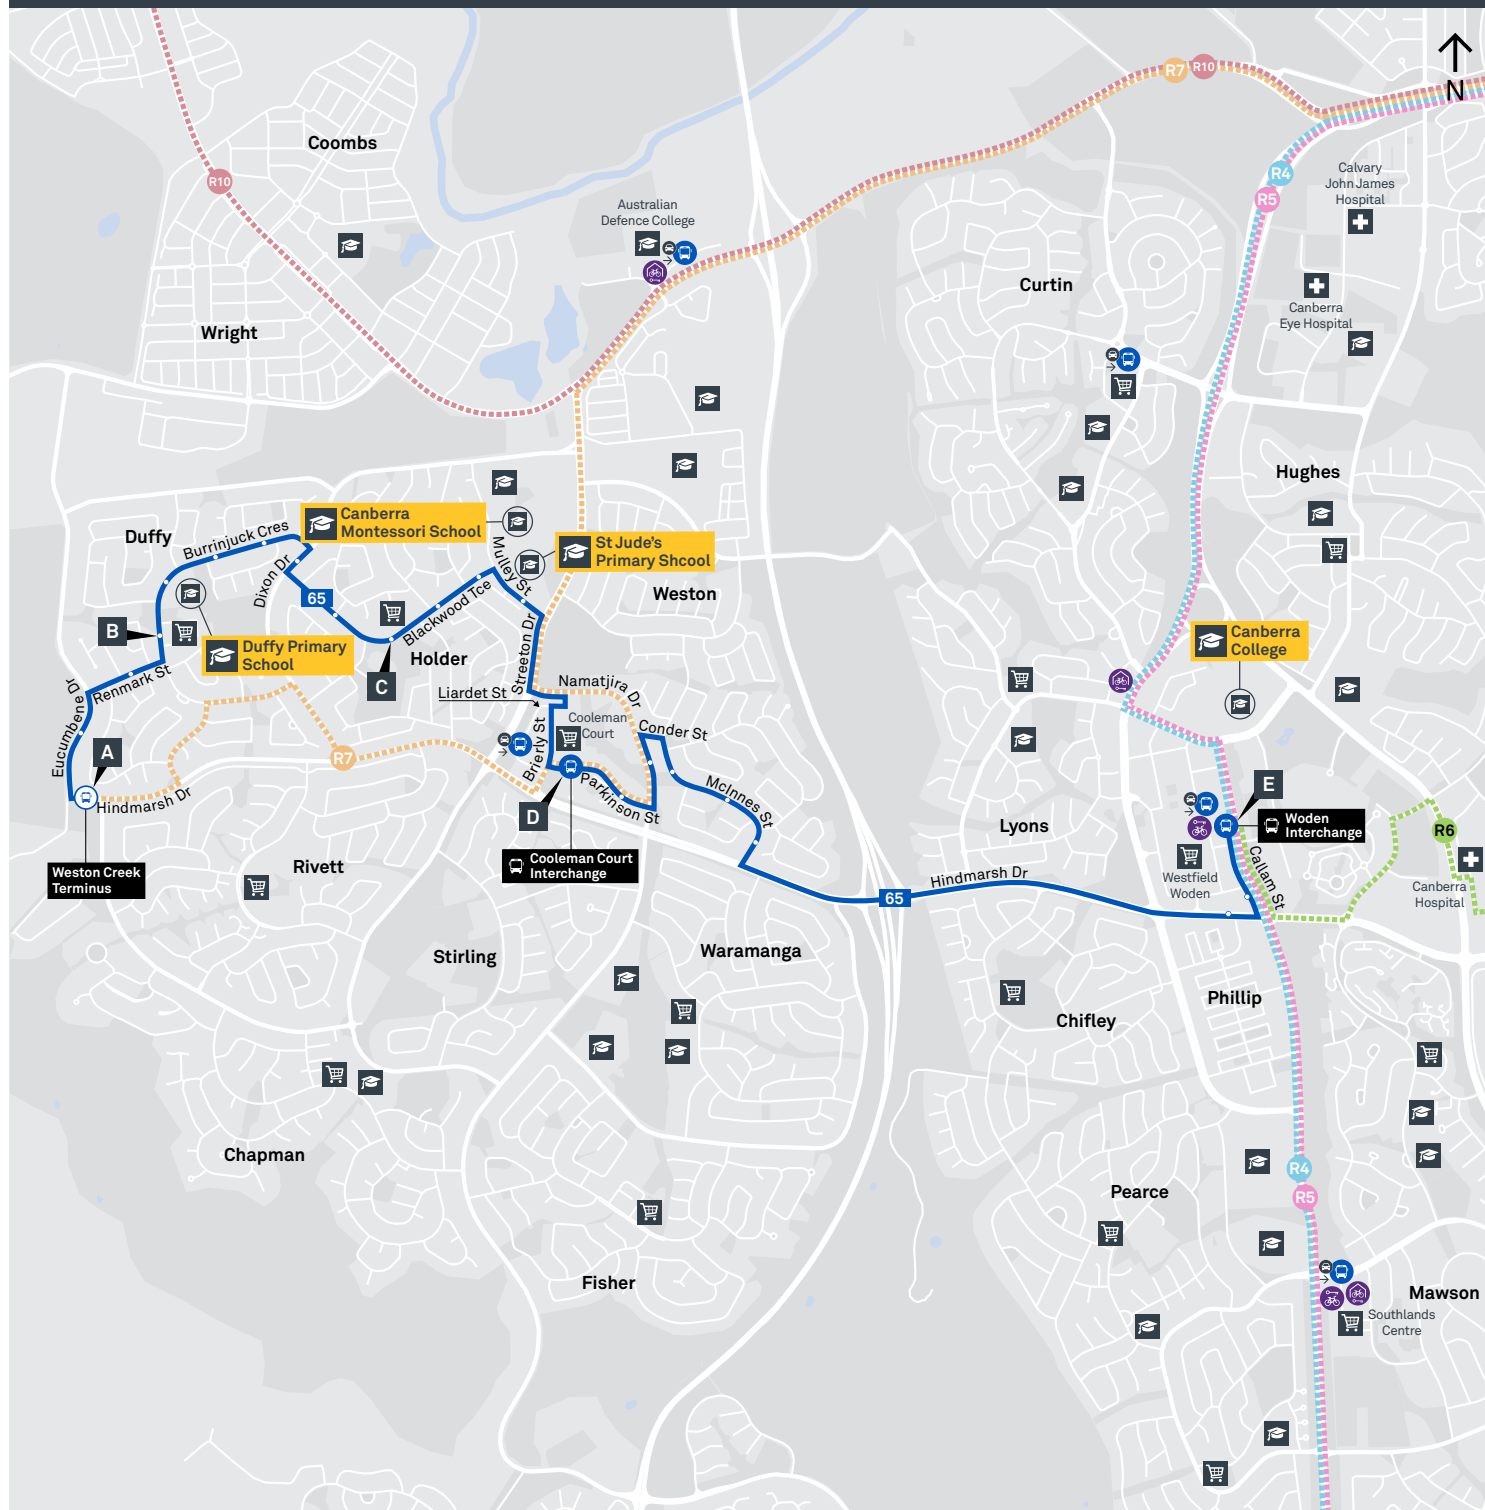 N
R7
R10
Coombs
Calvary
John James
Hospital
R4
R10
R5
Australian
Defence College
Curtin
Canberra
Eye Hospital
Wright
Hughes
Canberra
Montessori School
Duffy
Burrinjuck Cres
St Jude's
Primary Shcool
Mulley St
Dixon Dr
Weston
65
Blackwood Tce
B
Duffy Primary
School
Canberra
College
Holder
Streeton Dr
C
Renmark St
Liardet St
Namatjira Dr
Eucumbene Dr
Cooleman
Court
Conder St
Brierly St
A
R7
McInnes St
E
Hindmarsh Dr
Parkinson St
D
Lyons
Woden
Interchange
R6
Weston Creek
Terminus
Rivett
Cooleman Court
Interchange
Hindmarsh Dr
65
Callam St
Westfield
Woden
Canberra
Hospital
Stirling
Waramanga
Phillip
Chifley
Chapman
R4
R5
Pearce
Fisher
Mawson
Southlands
Centre